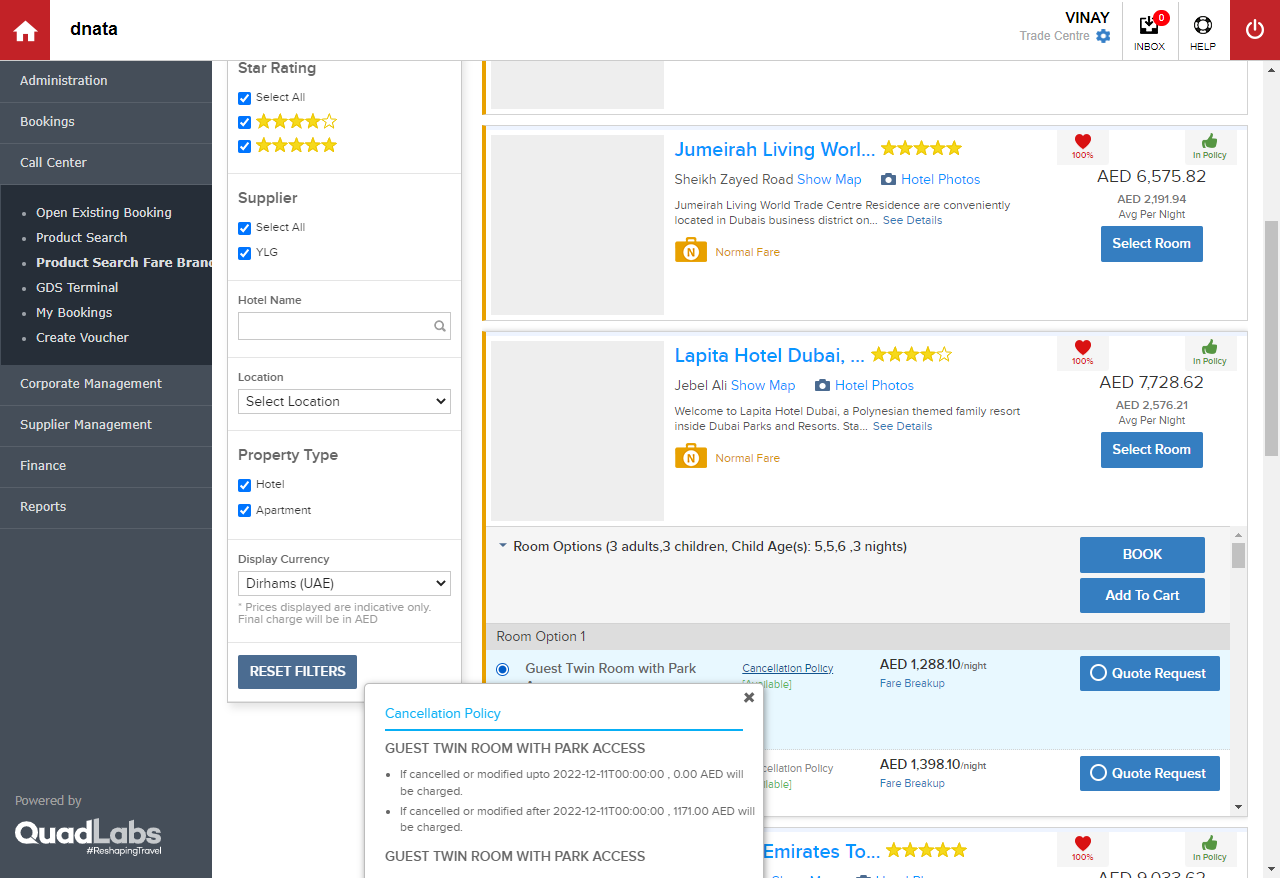 dnata
VINAY
Trade Centre
0
INBOX
HELP
Administration
Bookings
Call Center
Open Existing Booking
Product Search
Product Search Fare Bran
GDS Terminal
My Bookings
Create Voucher
Corporate Management
Supplier Management
Finance
Reports
Powered by
QuadLabs
#ReshapingTravel
Star Rating
Select All
Supplier
Select All
YLG
Hotel Name
Location
Select Location
Property Type
Hotel
Apartment
Display Currency
Dirhams (UAE)
* Prices displayed are indicative only.
Final charge will be in AED
RESET FILTERS
Jumeirah Living Worl...
Sheikh Zayed Road Show Map Hotel Photos
Jumeirah Living World Trade Centre Residence are conveniently
located in Dubais business district on... See Details
N Normal Fare
100%
In Policy
AED 6,575.82
AED 2,191.94
Avg Per Night
Select Room
Lapita Hotel Dubai, ...
Jebel Ali Show Map Hotel Photos
Welcome to Lapita Hotel Dubai, a Polynesian themed family resort
inside Dubai Parks and Resorts. Sta... See Details
N Normal Fare
100%
In Policy
AED 7,728.62
AED 2,576.21
Avg Per Night
Select Room
Room Options (3 adults,3 children, Child Age(s): 5,5,6 ,3 nights)
BOOK
Add To Cart
Room Option 1
Guest Twin Room with Park
Cancellation Policy
AED 1,288.10/night
Fare Breakup
Quote Request
Cancellation Policy
GUEST TWIN ROOM WITH PARK ACCESS
If cancelled or modified upto 2022-12-11T00:00:00 , 0.00 AED will
be charged.
If cancelled or modified after 2022-12-11T00:00:00 , 1171.00 AED will
be charged.
GUEST TWIN ROOM WITH PARK ACCESS
cellation Policy
lable]
AED 1,398.10/night
Fare Breakup
Quote Request
Emirates To...
100%
In Policy
AED 9,033.62